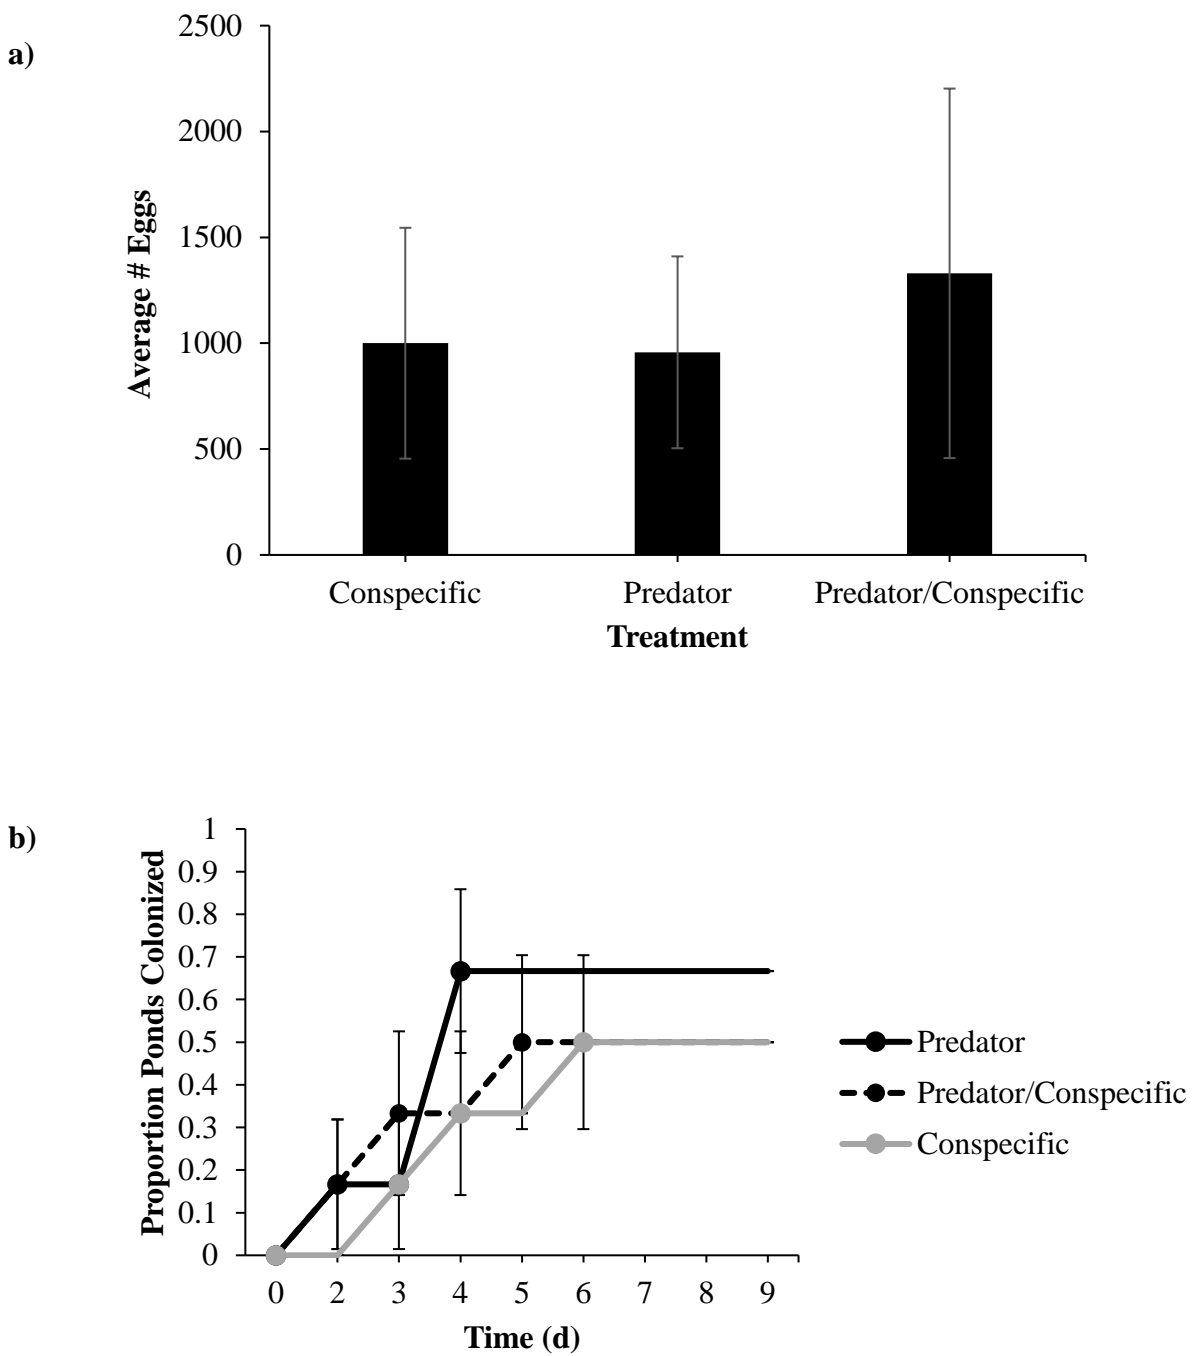 a)
2500
2000
1500
1000
500
0
Average # Eggs
Conspecific Predator Predator/Conspecific
Treatment
b)
1
0.9
0.8
0.7
0.6
0.5
0.4
0.3
0.2
0.1
0
Proportion Ponds Colonized
0 2 3 4 5 6 7 8 9
Time (d)
Predator
Predator/Conspecific
Conspecific